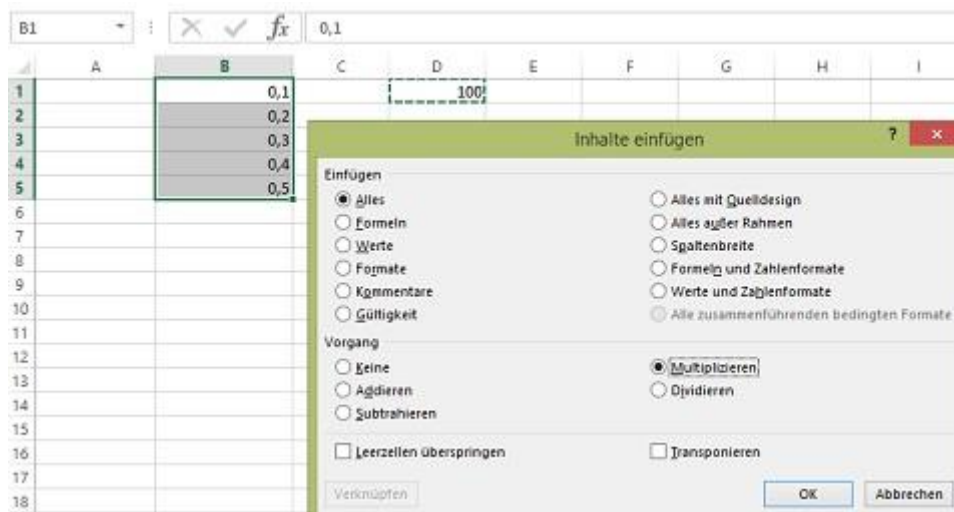 B1 fx 0,1
A B C D E F G H I
1 0,1 100
2 0,2
3 0,3
4 0,4
5 0,5
6
7
8
9
10
11
12
13
14
15
16
17
18
Inhalte einfügen ? ×
Einfügen
Alles Alles mit Quelldesign
Formeln Alles außer Rahmen
Werte Spaltenbreite
Formate Formeln und Zahlenformate
Kommentare Werte und Zahlenformate
Gültigkeit Alle zusammenführenden bedingten Formate
Vorgang
Keine Multiplizieren
Addieren Dividieren
Subtrahieren
Leerzellen überspringen Transponieren
Verknüpfen OK Abbrechen